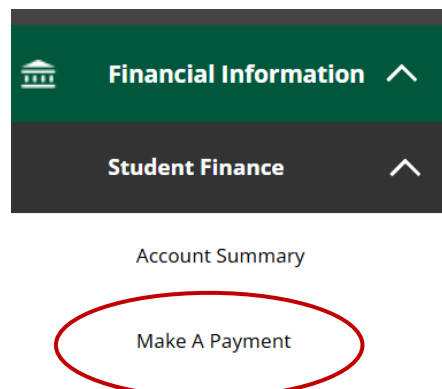 Financial Information
Student Finance
Account Summary
Make A Payment